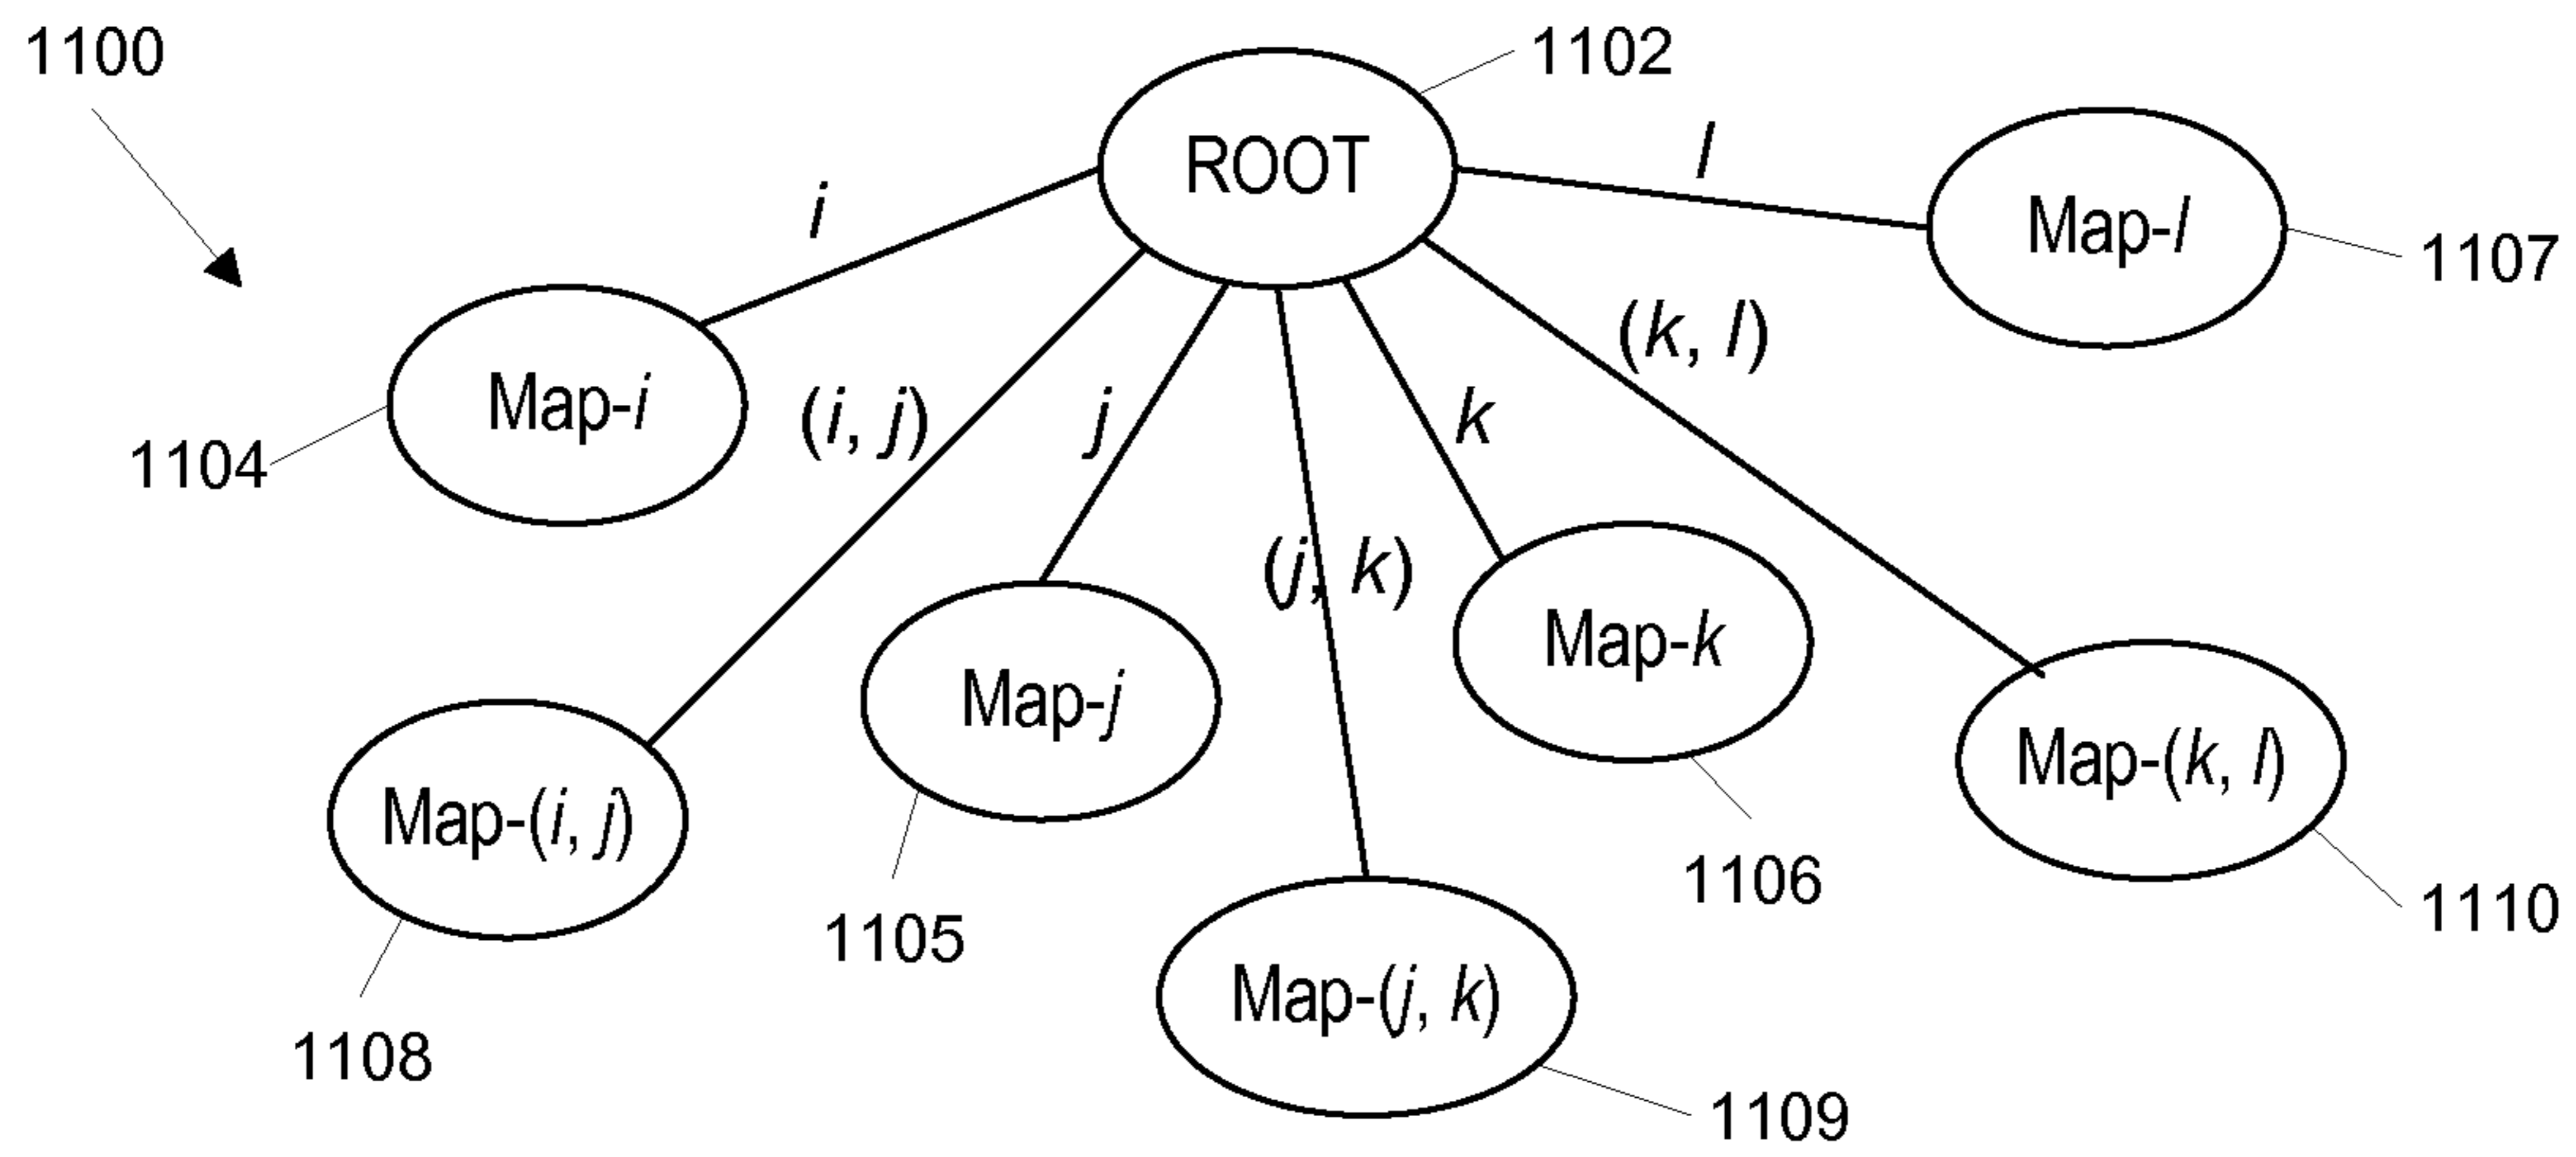 1100
1102
ROOT
l
Map-l
1107
i
(k, l)
Map-i
(i, j)
j
k
1104
(j, k)
Map-k
Map-j
Map-(k, l)
Map-(i, j)
1106
1110
1105
Map-(j, k)
1108
1109